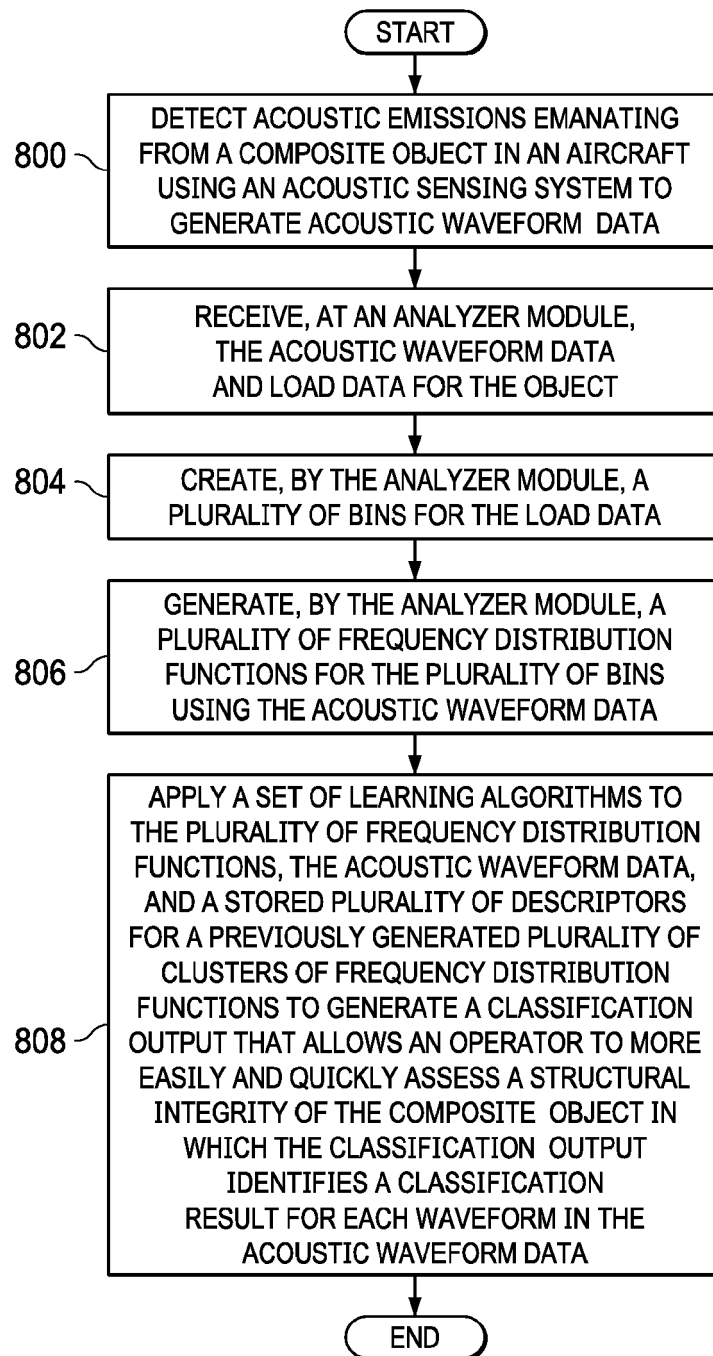 START
800
DETECT ACOUSTIC EMISSIONS EMANATING
FROM A COMPOSITE OBJECT IN AN AIRCRAFT
USING AN ACOUSTIC SENSING SYSTEM TO
GENERATE ACOUSTIC WAVEFORM DATA
802
RECEIVE, AT AN ANALYZER MODULE,
THE ACOUSTIC WAVEFORM DATA
AND LOAD DATA FOR THE OBJECT
804
CREATE, BY THE ANALYZER MODULE, A
PLURALITY OF BINS FOR THE LOAD DATA
806
GENERATE, BY THE ANALYZER MODULE, A
PLURALITY OF FREQUENCY DISTRIBUTION
FUNCTIONS FOR THE PLURALITY OF BINS
USING THE ACOUSTIC WAVEFORM DATA
808
APPLY A SET OF LEARNING ALGORITHMS TO
THE PLURALITY OF FREQUENCY DISTRIBUTION
FUNCTIONS, THE ACOUSTIC WAVEFORM DATA,
AND A STORED PLURALITY OF DESCRIPTORS
FOR A PREVIOUSLY GENERATED PLURALITY OF
CLUSTERS OF FREQUENCY DISTRIBUTION
FUNCTIONS TO GENERATE A CLASSIFICATION
OUTPUT THAT ALLOWS AN OPERATOR TO MORE
EASILY AND QUICKLY ASSESS A STRUCTURAL
INTEGRITY OF THE COMPOSITE OBJECT IN
WHICH THE CLASSIFICATION OUTPUT
IDENTIFIES A CLASSIFICATION
RESULT FOR EACH WAVEFORM IN THE
ACOUSTIC WAVEFORM DATA
END